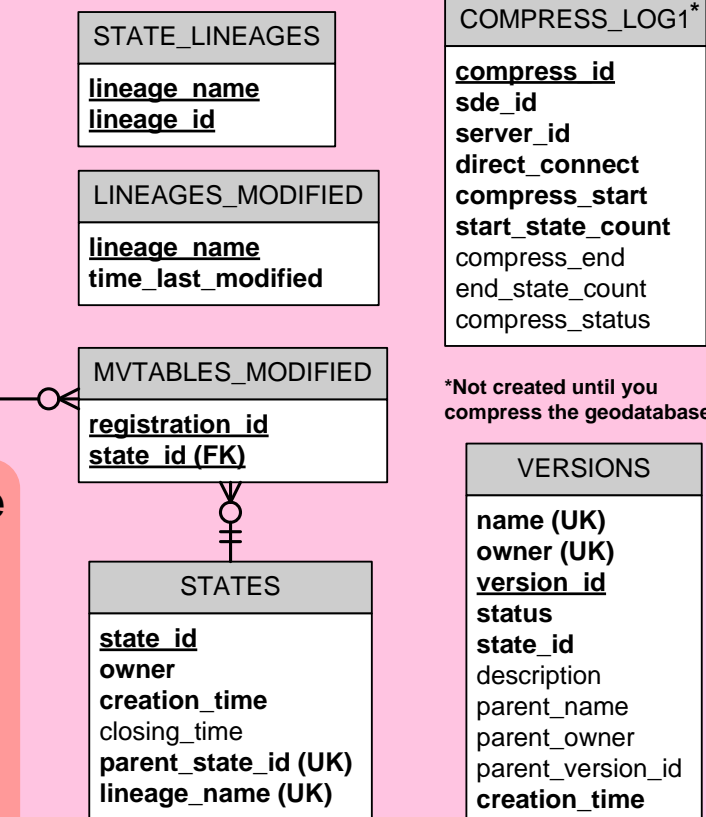 STATE_LINEAGES
lineage_name
lineage_id
LINEAGES_MODIFIED
lineage_name
time_last_modified
MVTABLES_MODIFIED
registration_id
state_id (FK)
STATES
state_id
owner
creation_time
closing_time
parent_state_id (UK)
lineage_name (UK)
COMPRESS_LOG1*
compress_id
sde_id
server_id
direct_connect
compress_start
start_state_count
compress_end
end_state_count
compress_status
*Not created until you
compress the geodatabase
VERSIONS
name (UK)
owner (UK)
version_id
status
state_id
description
parent_name
parent_owner
parent_version_id
creation_time
e